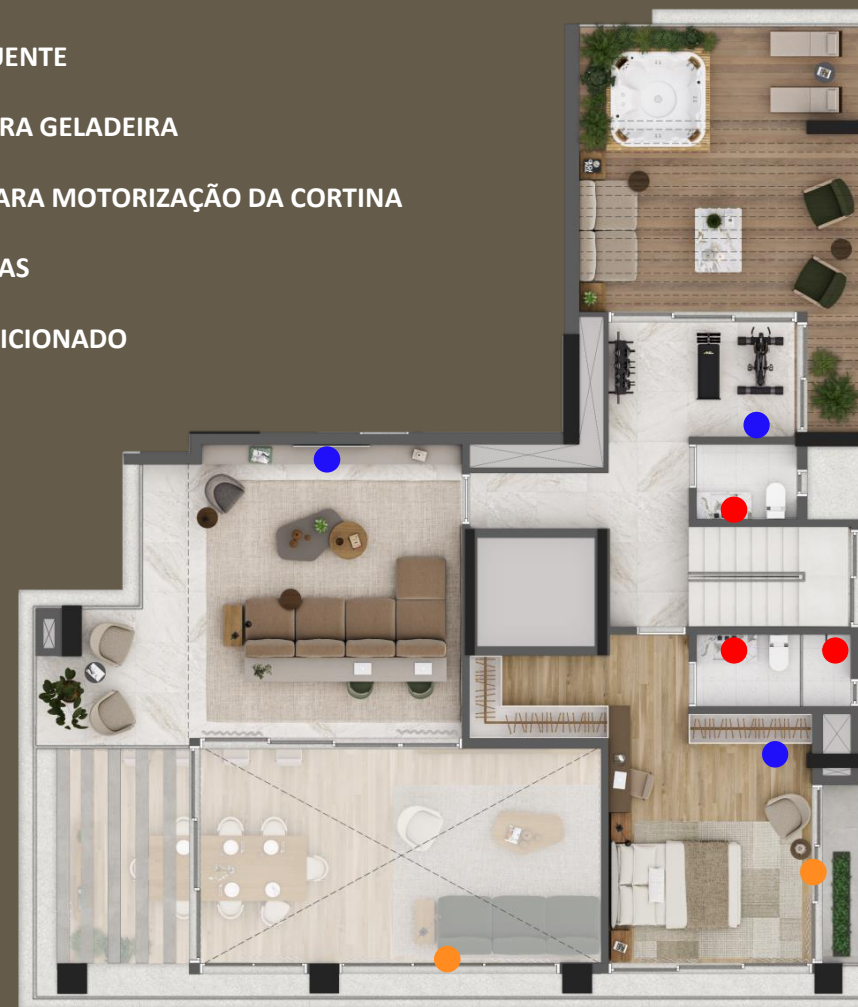 UENTE
RA GELADEIRA
ARA MOTORIZAÇÃO DA CORTINA
AS
ICIONADO